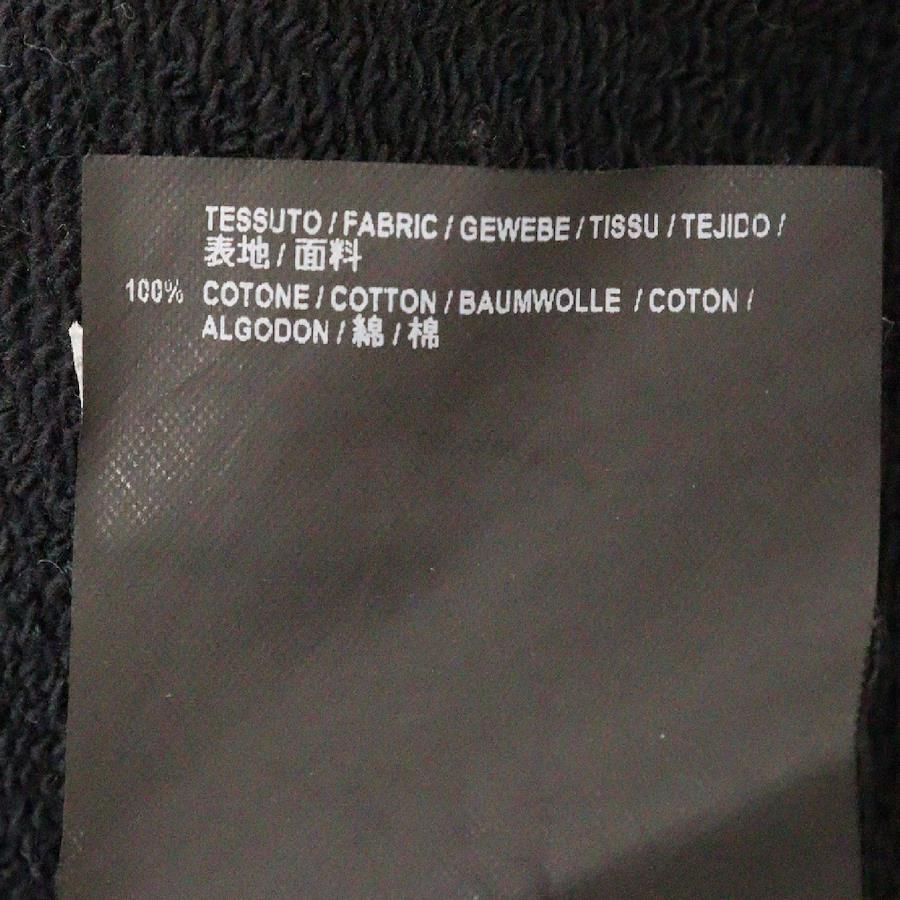 TESSUTO / FABRIC / GEWEBE / TISSU / TEJIDO /
表地 / 面料
100% COTONE / COTTON / BAUMWOLLE / COTON /
ALGODON / 綿 / 棉